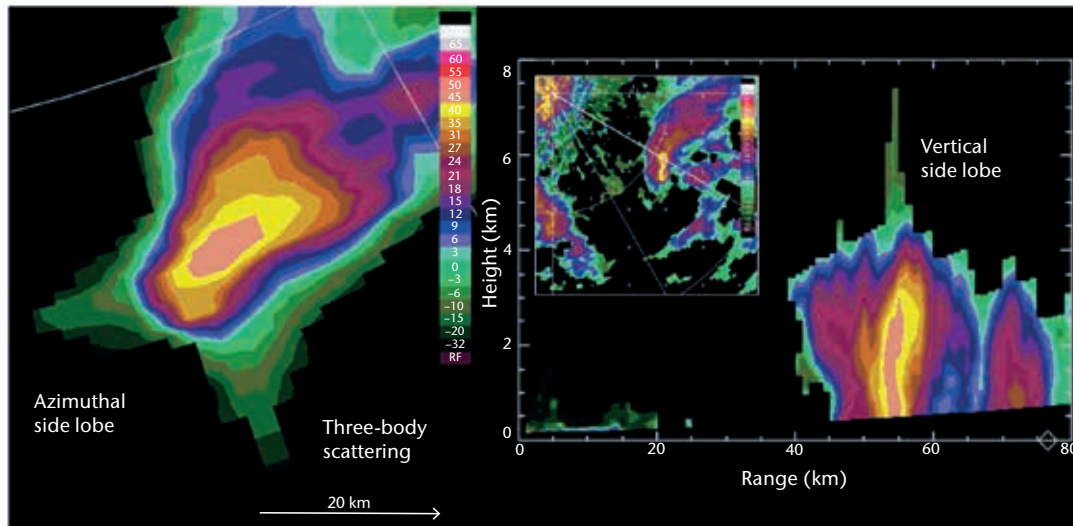 70
65
60
55
50
45
40
35
31
27
24
21
18
15
12
9
6
3
0
–3
–6
–10
–15
–20
–32
RF
Azimuthal
side lobe
Three-body
scattering
20 km
8
6
4
2
0
Height (km)
Vertical
side lobe
0 20 40 60 80
Range (km)